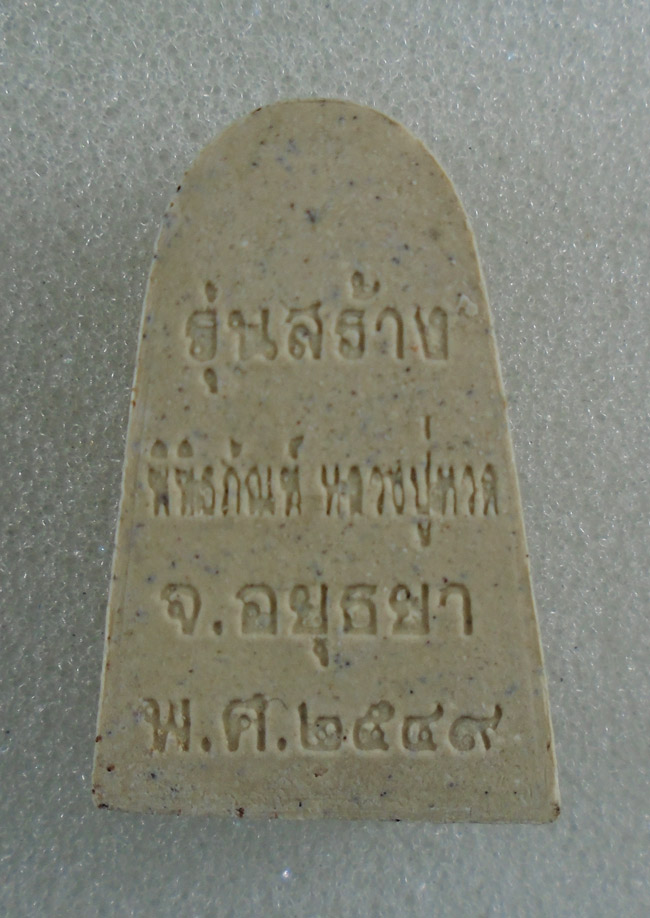 รุ่นสร้าง
พิพิธภัณฑ์ หลวงปู่ทวด
จ.อยุธยา
พ.ศ.๒๕๔๙